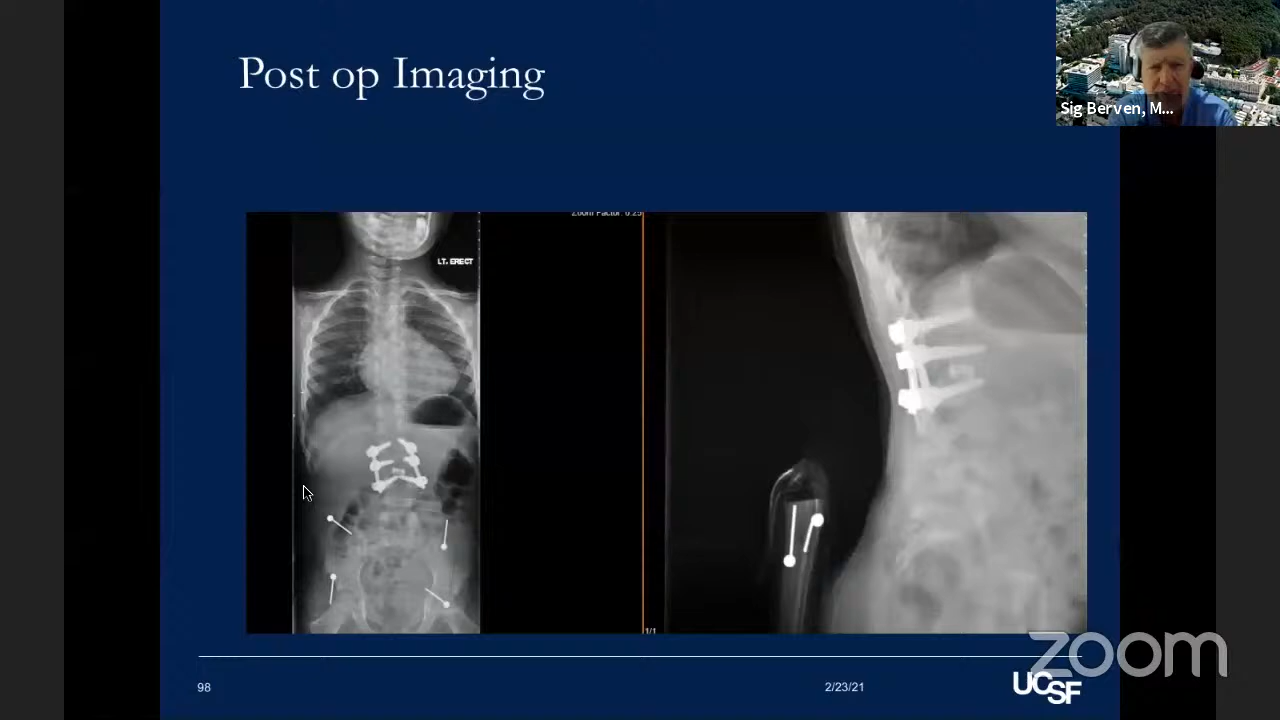 Post op Imaging
Sig Berven, M...
Zoom Factor: 0.25
LT. ERECT
1/1
98
2/23/21
UCSF
zoom